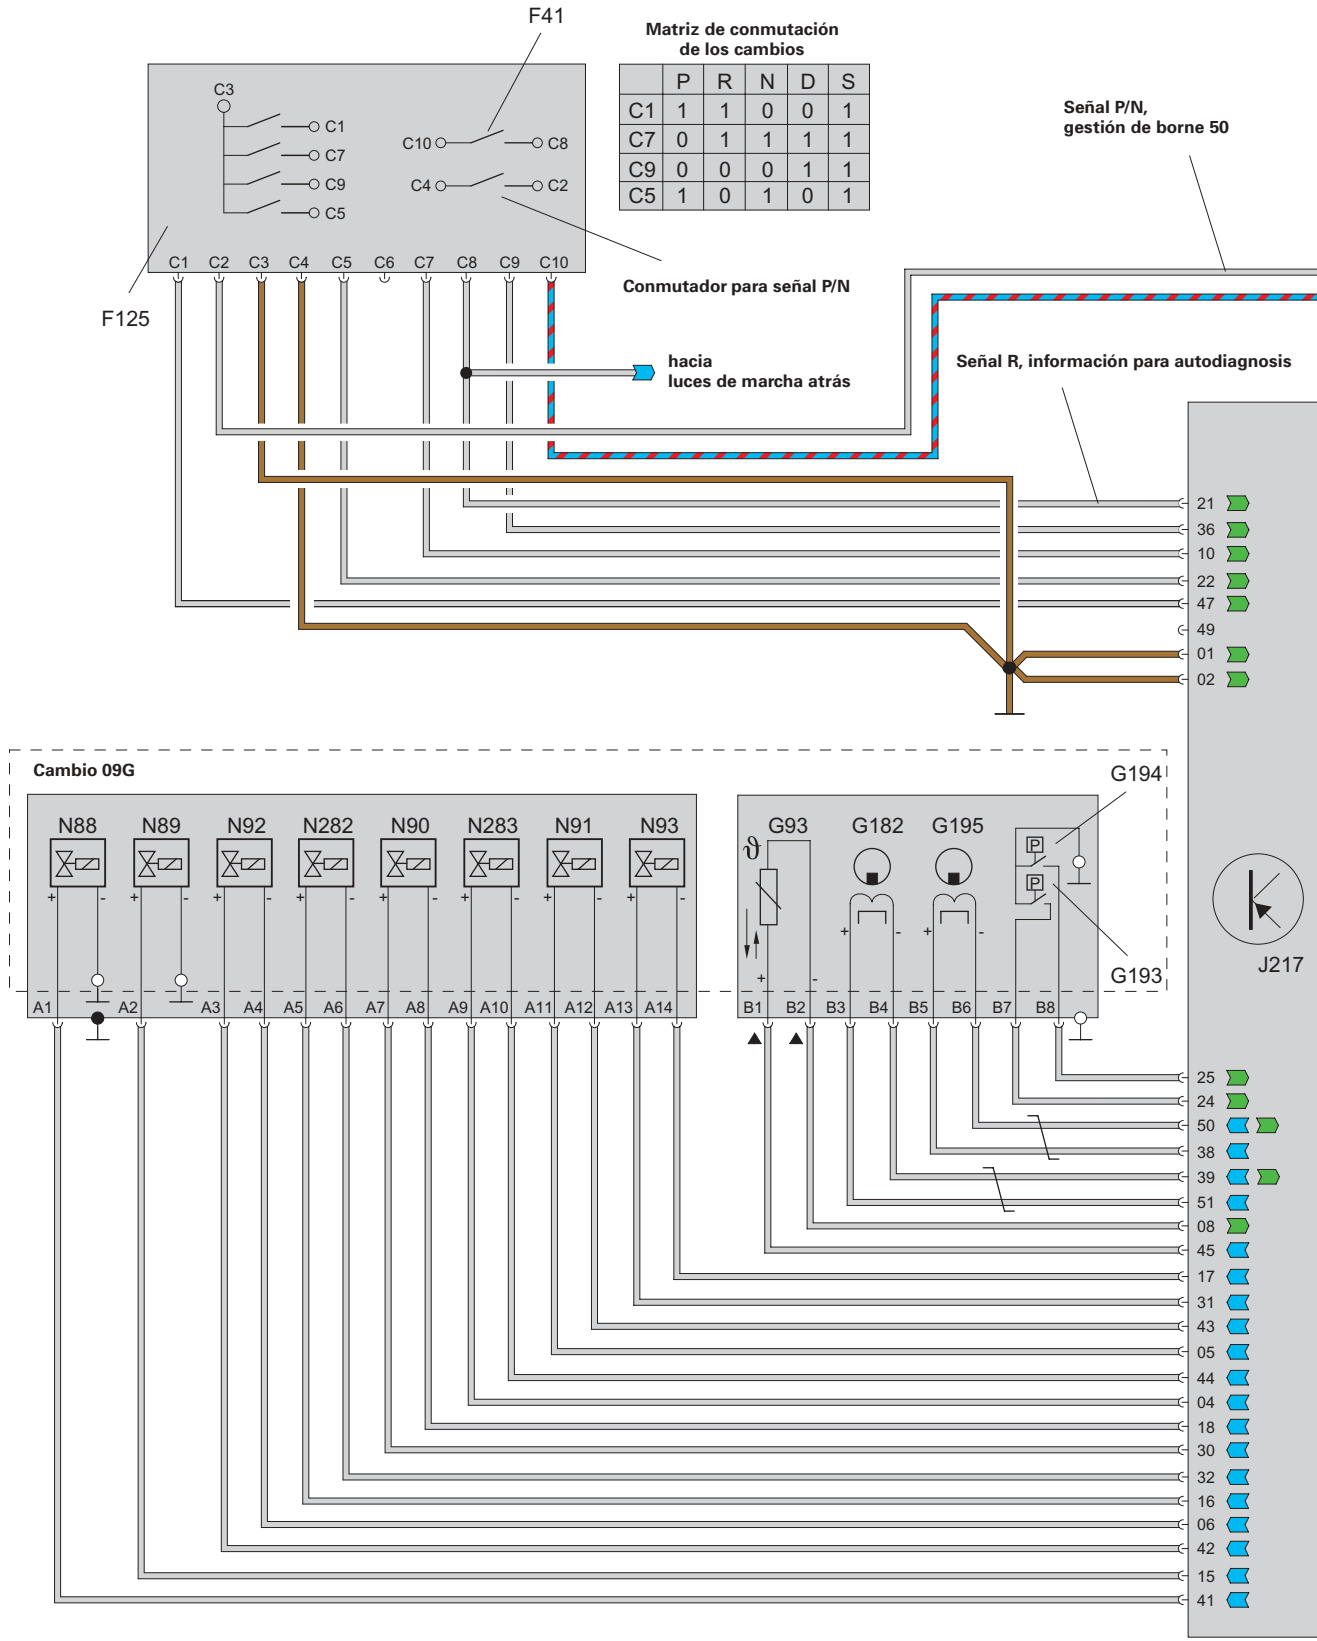 F41
Matriz de conmutación
de los cambios
P R N D S
C1 1 1 0 0 1
C7 0 1 1 1 1
C9 0 0 0 1 1
C5 1 0 1 0 1
Señal P/N,
gestión de borne 50
C3
C1
C7
C9
C5
C10 C8
C4 C2
C1 C2 C3 C4 C5 C6 C7 C8 C9 C10
F125
Conmutador para señal P/N
hacia
luces de marcha atrás
Señal R, información para autodiagnosis
21
36
10
22
47
49
01
02
Cambio 09G
N88 N89 N92 N282 N90 N283 N91 N93
+ - + - + - + - + - + - + - + -
A1 A2 A3 A4 A5 A6 A7 A8 A9 A10 A11 A12 A13 A14
G93 G182 G195
ϑ
P
P
+ - + - + -
B1 B2 B3 B4 B5 B6 B7 B8
G194
G193
J217
25
24
50
38
39
51
08
45
17
31
43
05
44
04
18
30
32
16
06
42
15
41